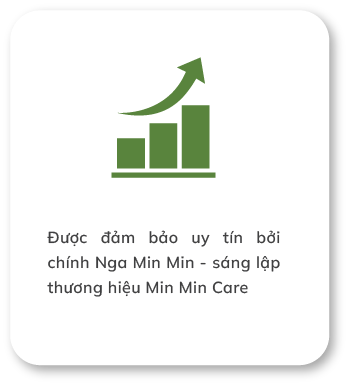 Được đảm bảo uy tín bởi
chính Nga Min Min - sáng lập
thương hiệu Min Min Care